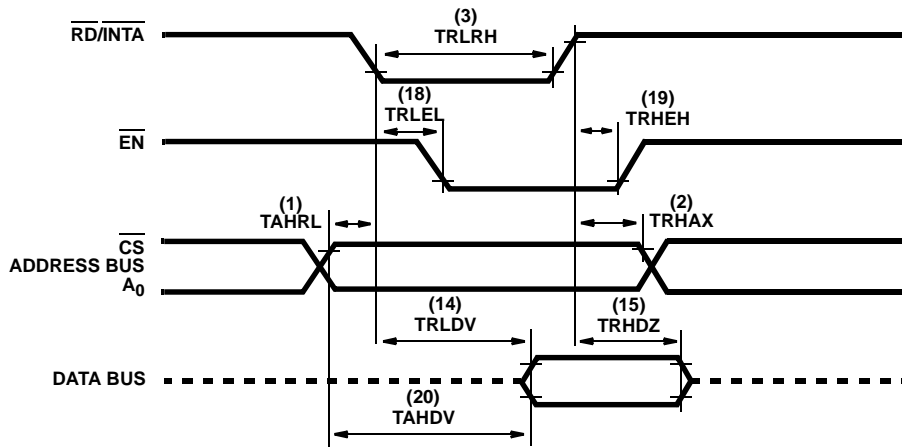 (3)
RD/INTA
TRLRH
(18)
TRLEL
(19)
TRHEH
EN
(1)
TAHRL
(2)
TRHAX
CS
ADDRESS BUS
A0
(14)
TRLDV
(15)
TRHDZ
DATA BUS
(20)
TAHDV